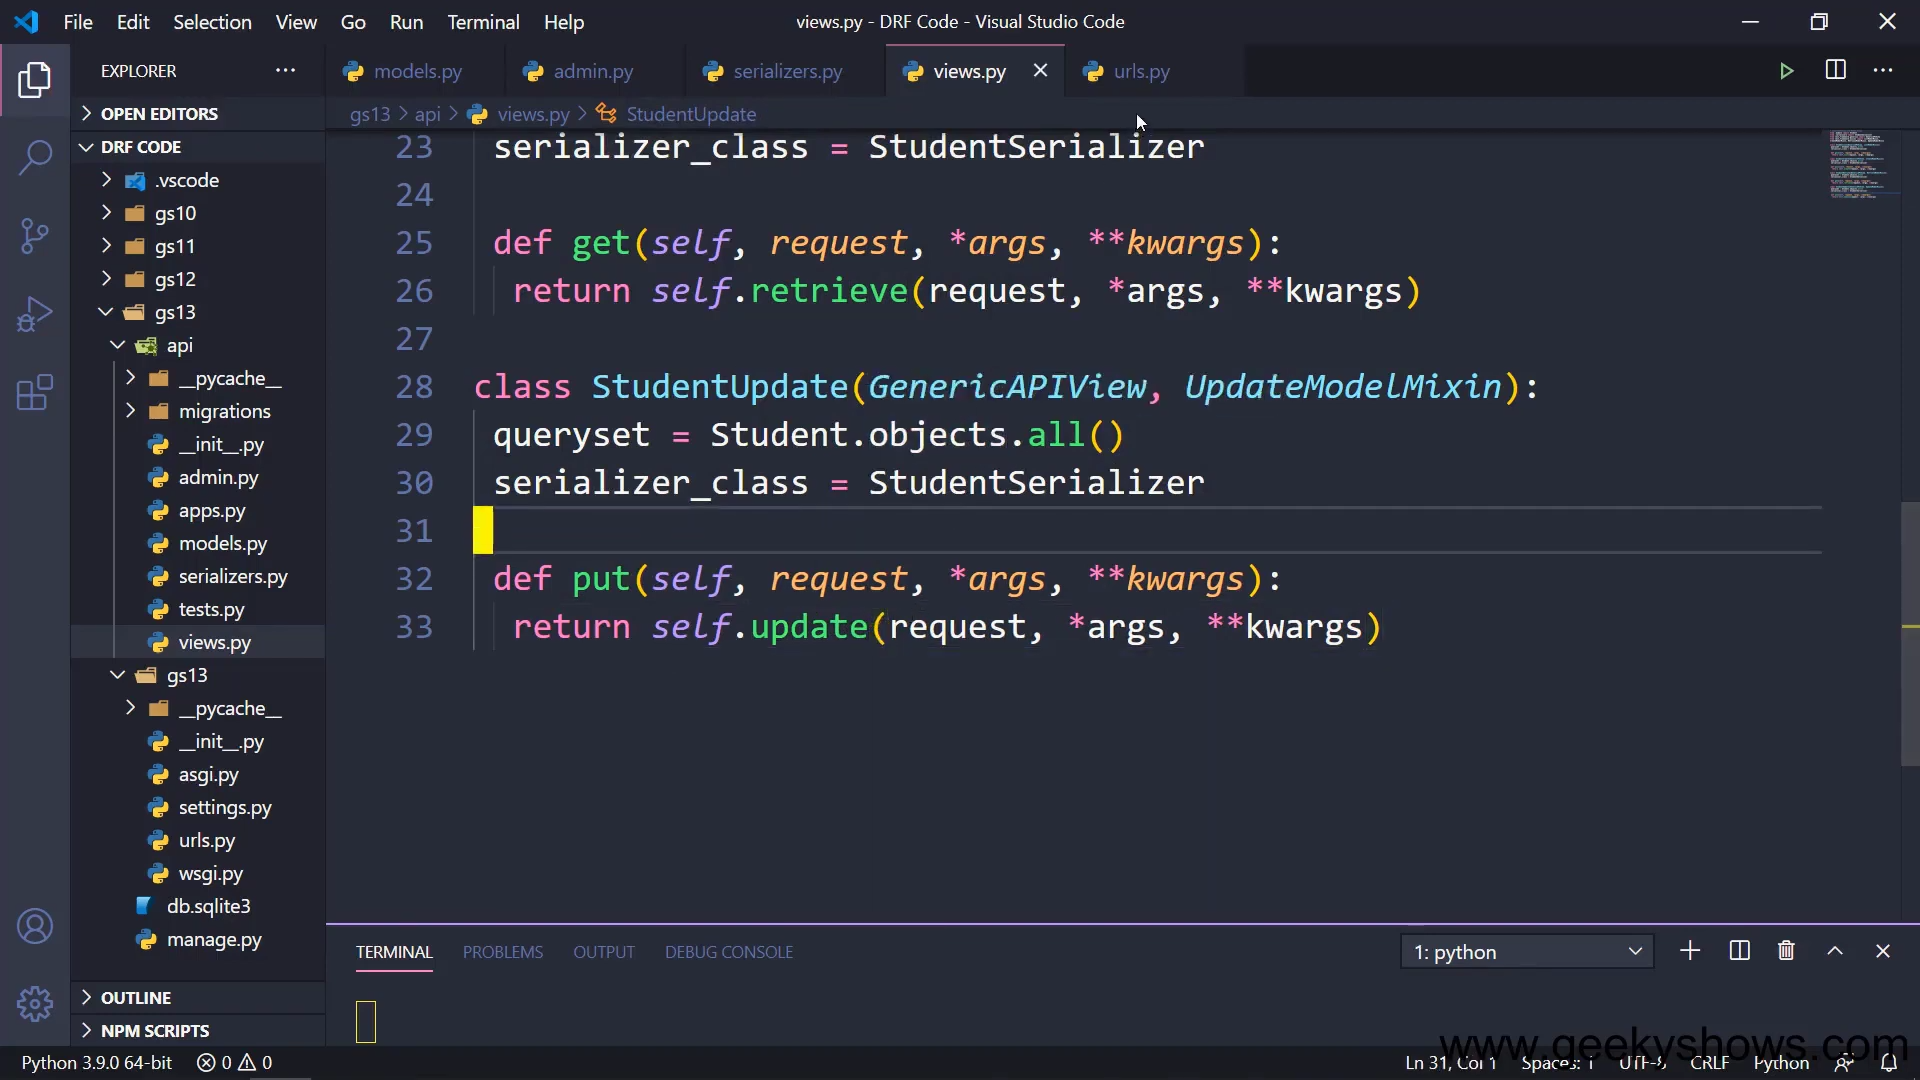 File Edit Selection View Go Run Terminal Help
views.py - DRF Code - Visual Studio Code
EXPLORER
models.py admin.py serializers.py views.py urls.py
OPEN EDITORS
gs13 > api > views.py > StudentUpdate
DRF CODE
.vscode
gs10
gs11
gs12
gs13
api
__pycache__
migrations
__init__.py
admin.py
apps.py
models.py
serializers.py
tests.py
views.py
gs13
__pycache__
__init__.py
asgi.py
settings.py
urls.py
wsgi.py
db.sqlite3
manage.py
OUTLINE
NPM SCRIPTS
23 serializer_class = StudentSerializer
24
25 def get(self, request, *args, **kwargs):
26 return self.retrieve(request, *args, **kwargs)
27
28 class StudentUpdate(GenericAPIView, UpdateModelMixin):
29 queryset = Student.objects.all()
30 serializer_class = StudentSerializer
31
32 def put(self, request, *args, **kwargs):
33 return self.update(request, *args, **kwargs)
TERMINAL PROBLEMS OUTPUT DEBUG CONSOLE
1: python
www.geekyshows.com
Python 3.9.0 64-bit 0 0
Ln 31, Col 1 Spaces: 1 UTF-8 CRLF Python